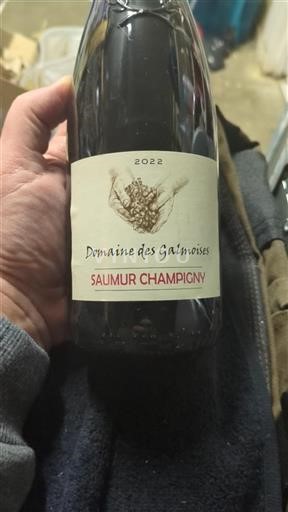 2022
Domaine des Galmoises
SAUMUR CHAMPIGNY